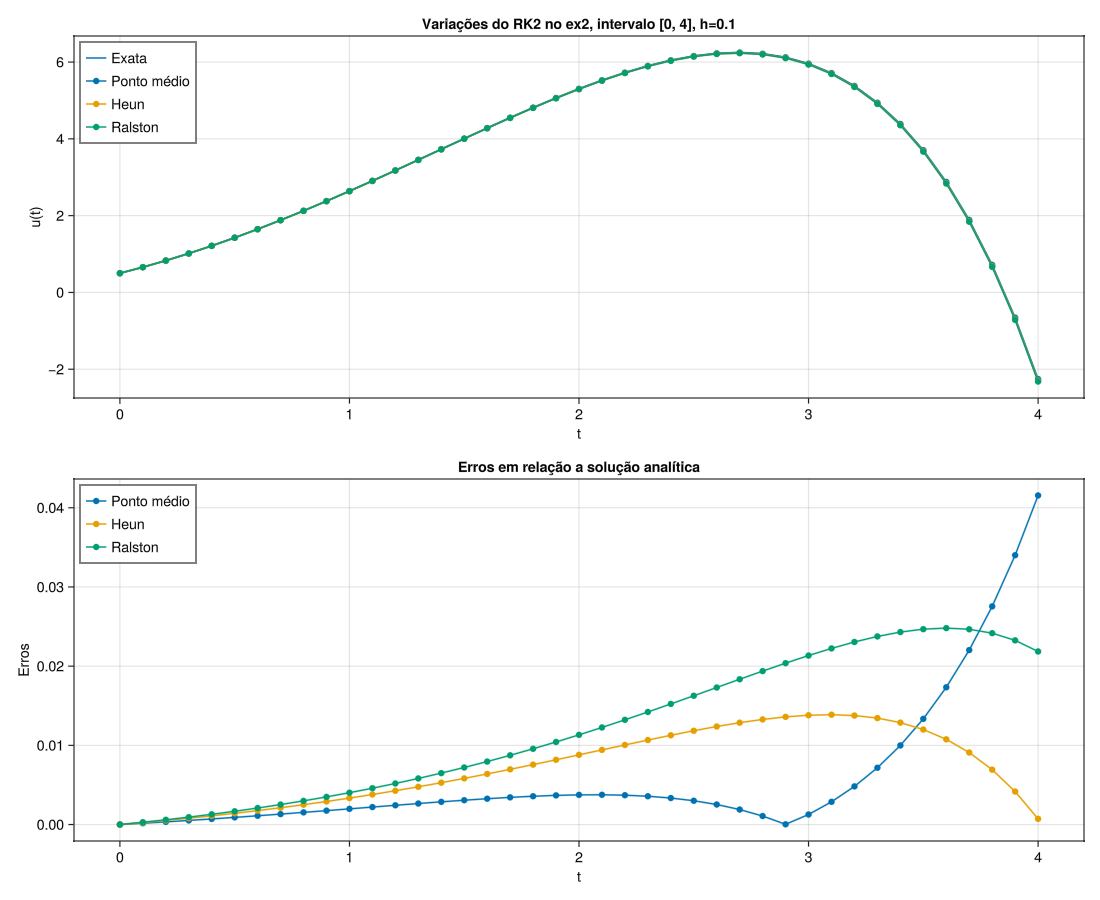 Variações do RK2 no ex2, intervalo [0, 4], h=0.1
Exata
Ponto médio
Heun
Ralston
6
4
2
0
−2
u(t)
0 1 2 3 4
t
Erros em relação a solução analítica
Ponto médio
Heun
Ralston
0.04
0.03
0.02
0.01
0.00
Erros
0 1 2 3 4
t